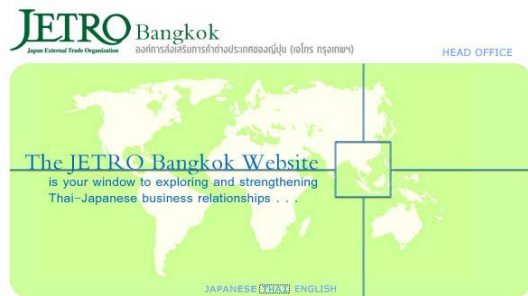 JETRO Bangkok
Japan External Trade Organization
องค์การส่งเสริมการค้าต่างประเทศของญี่ปุ่น (เจโทร กรุงเทพฯ)
HEAD OFFICE
The JETRO Bangkok Website
is your window to exploring and strengthening
Thai-Japanese business relationships . . .
JAPANESE THAI ENGLISH